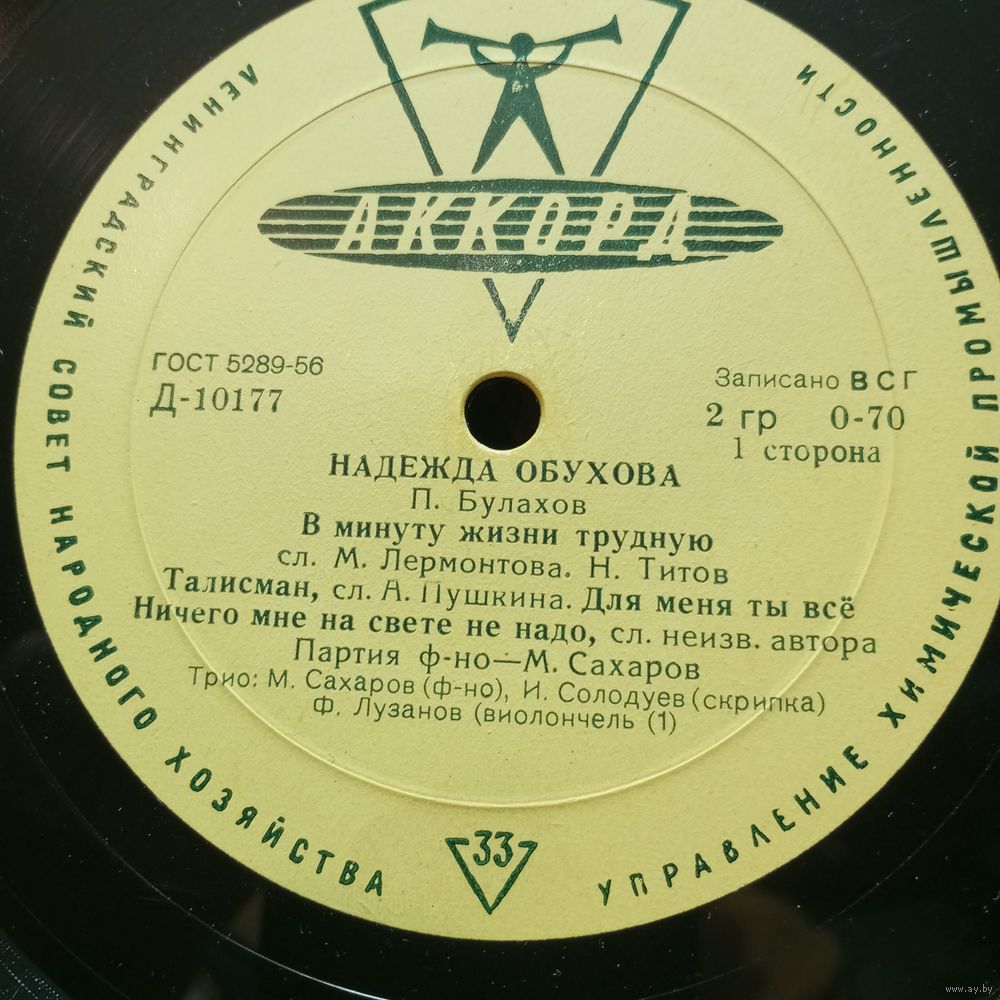 АККОРД
ЛЕНИНГРАДСКИЙ СОВЕТ НАРОДНОГО ХОЗЯЙСТВА
УПРАВЛЕНИЕ ХИМИЧЕСКОЙ ПРОМЫШЛЕННОСТИ
ГОСТ 5289-56
Д-10177
Записано ВСГ
2 гр 0-70
1 сторона
НАДЕЖДА ОБУХОВА
П. Булахов
В минуту жизни трудную
сл. М. Лермонтова. Н. Титов
Талисман, сл. А. Пушкина. Для меня ты всё
Ничего мне на свете не надо, сл. неизв. автора
Партия ф-но—М. Сахаров
Трио: М. Сахаров (ф-но), И. Солодуев (скрипка)
Ф. Лузанов (виолончель (1)
33
www.ay.by